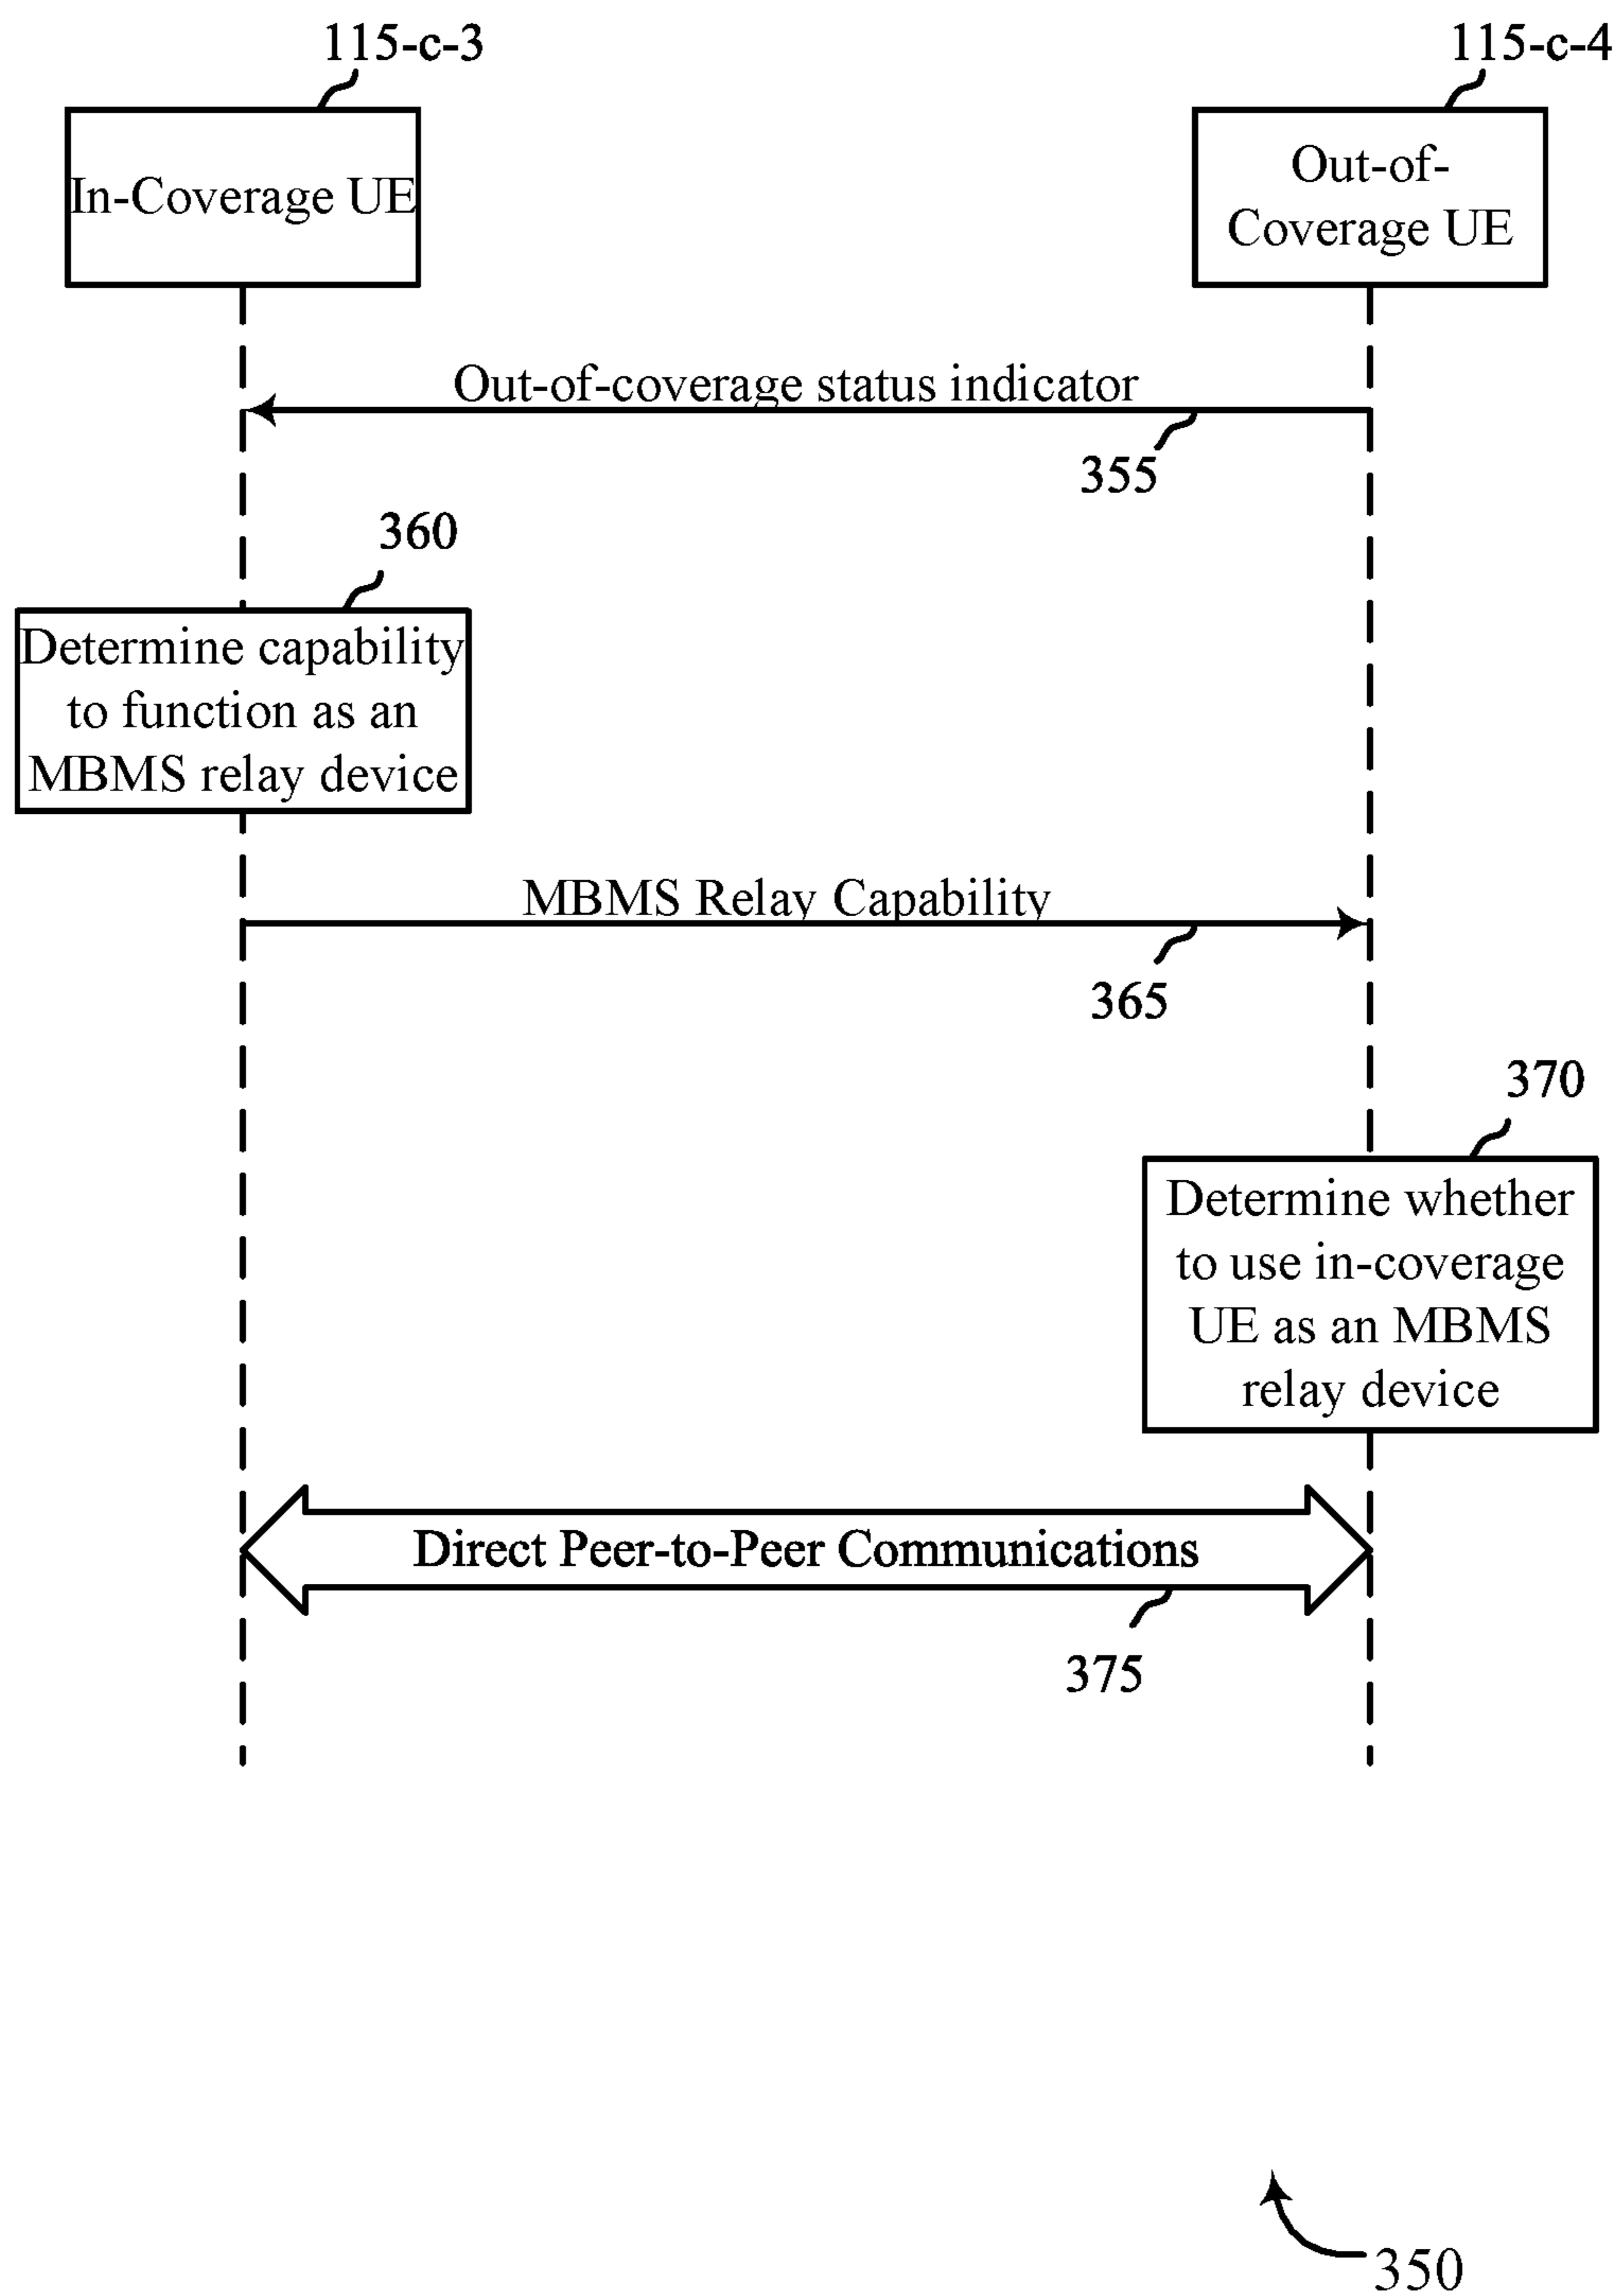 115-c-3
115-c-4
In-Coverage UE
Out-of-
Coverage UE
Out-of-coverage status indicator
355
360
Determine capability
to function as an
MBMS relay device
MBMS Relay Capability
365
370
Determine whether
to use in-coverage
UE as an MBMS
relay device
Direct Peer-to-Peer Communications
375
350